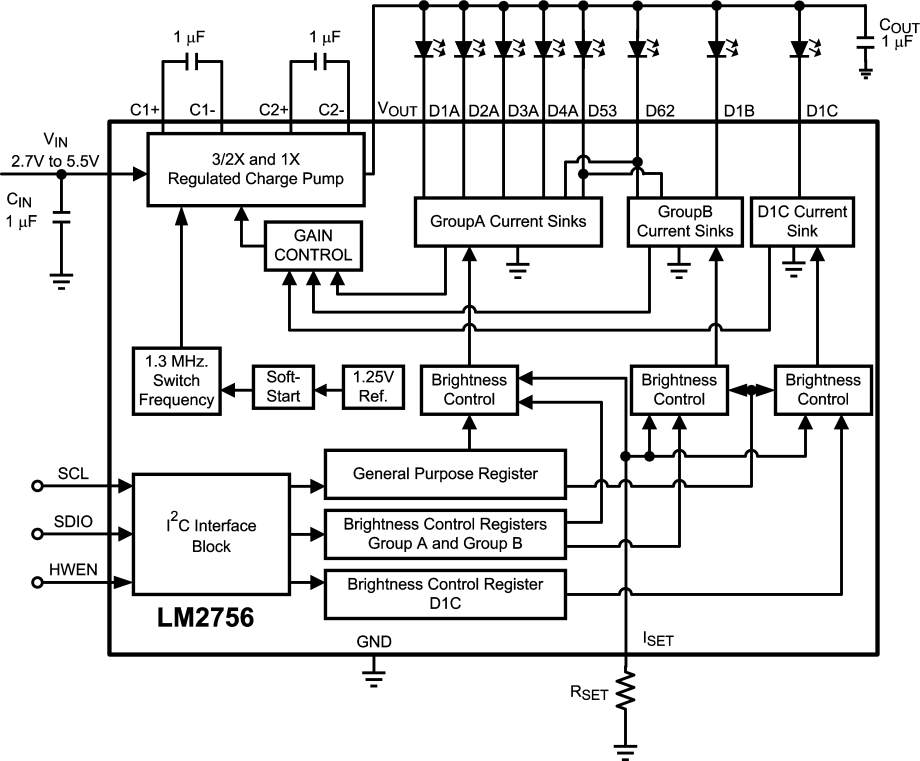 1 µF
1 µF
COUT
1 µF
C1+ C1- C2+ C2- VOUT D1A D2A D3A D4A D53 D62 D1B D1C
VIN
2.7V to 5.5V
CIN
1 µF
3/2X and 1X
Regulated Charge Pump
GroupA Current Sinks
GroupB
Current Sinks
D1C Current
Sink
GAIN
CONTROL
1.3 MHz.
Switch
Frequency
Soft-
Start
1.25V
Ref.
Brightness
Control
Brightness
Control
Brightness
Control
General Purpose Register
SCL
SDIO
HWEN
I2C Interface
Block
Brightness Control Registers
Group A and Group B
Brightness Control Register
D1C
LM2756
GND
ISET
RSET